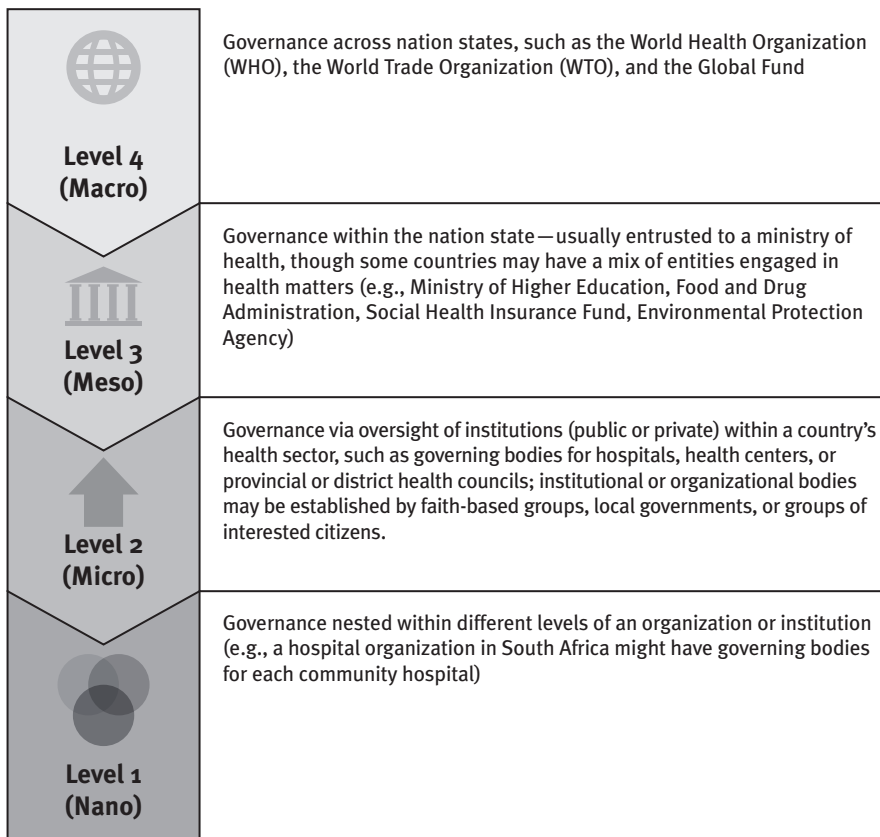 Level 4
(Macro)
Governance across nation states, such as the World Health Organization
(WHO), the World Trade Organization (WTO), and the Global Fund
Level 3
(Meso)
Governance within the nation state—usually entrusted to a ministry of
health, though some countries may have a mix of entities engaged in
health matters (e.g., Ministry of Higher Education, Food and Drug
Administration, Social Health Insurance Fund, Environmental Protection
Agency)
Level 2
(Micro)
Governance via oversight of institutions (public or private) within a country’s
health sector, such as governing bodies for hospitals, health centers, or
provincial or district health councils; institutional or organizational bodies
may be established by faith-based groups, local governments, or groups of
interested citizens.
Level 1
(Nano)
Governance nested within different levels of an organization or institution
(e.g., a hospital organization in South Africa might have governing bodies
for each community hospital)